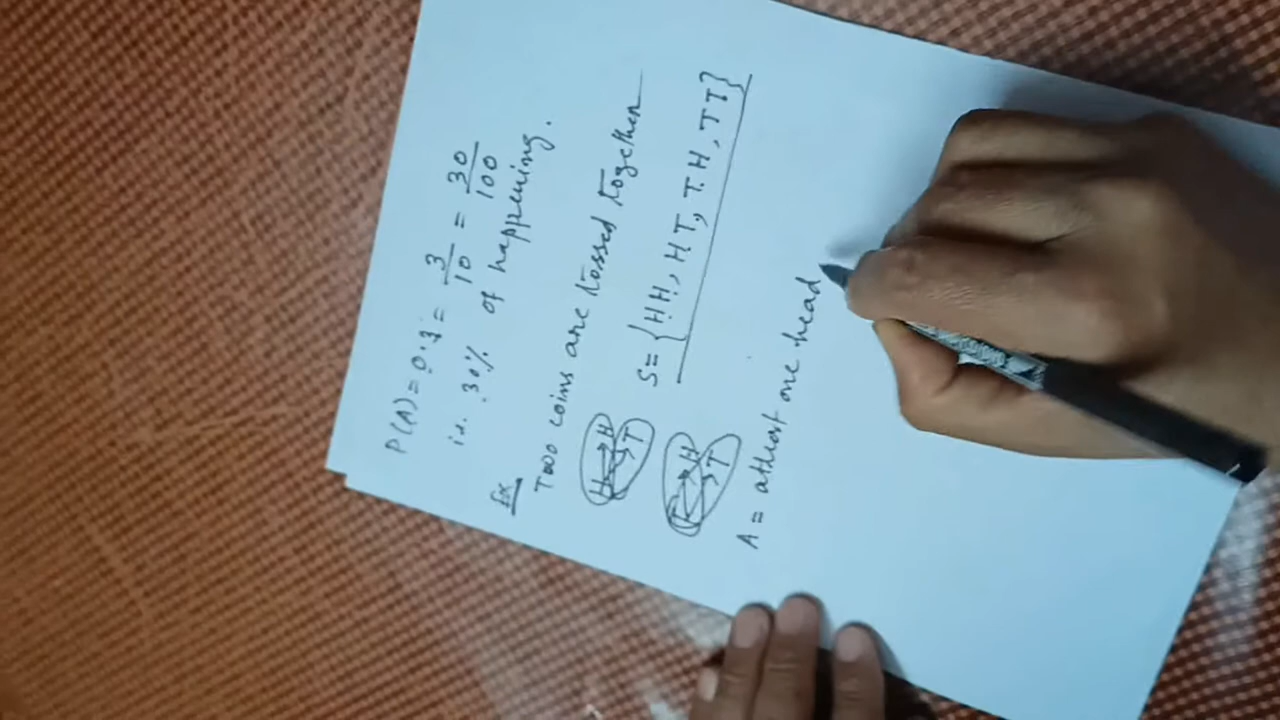 P(A) = 0.3 = 3/10 = 30/100
i.e. 30% of happening.
Ex
Two coins are tossed together
H → H
T
S = {HH, HT, TH, TT}
T → H
T
A = atleast one head